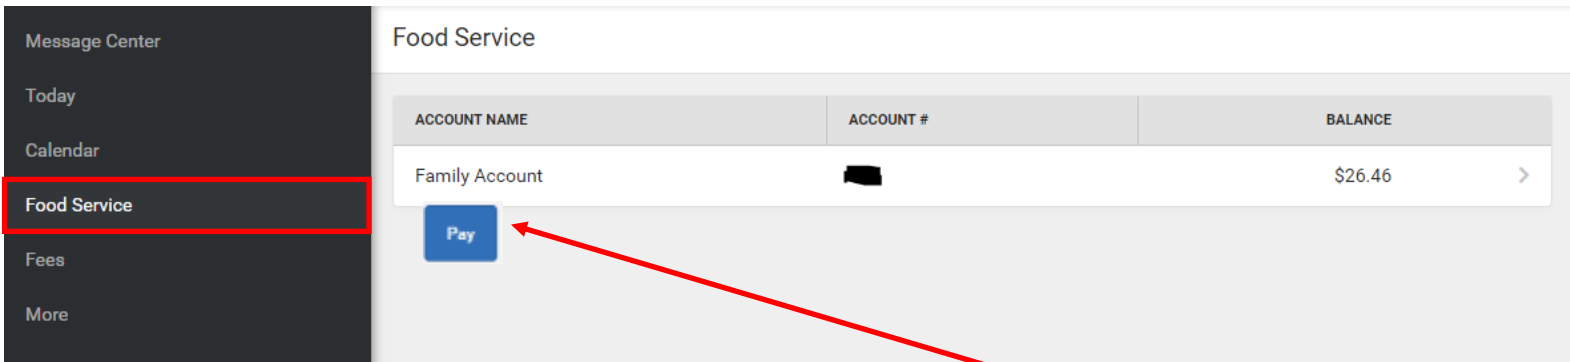 Message Center
Today
Calendar
Food Service
Fees
More
Food Service
ACCOUNT NAME ACCOUNT # BALANCE
Family Account $26.46
Pay